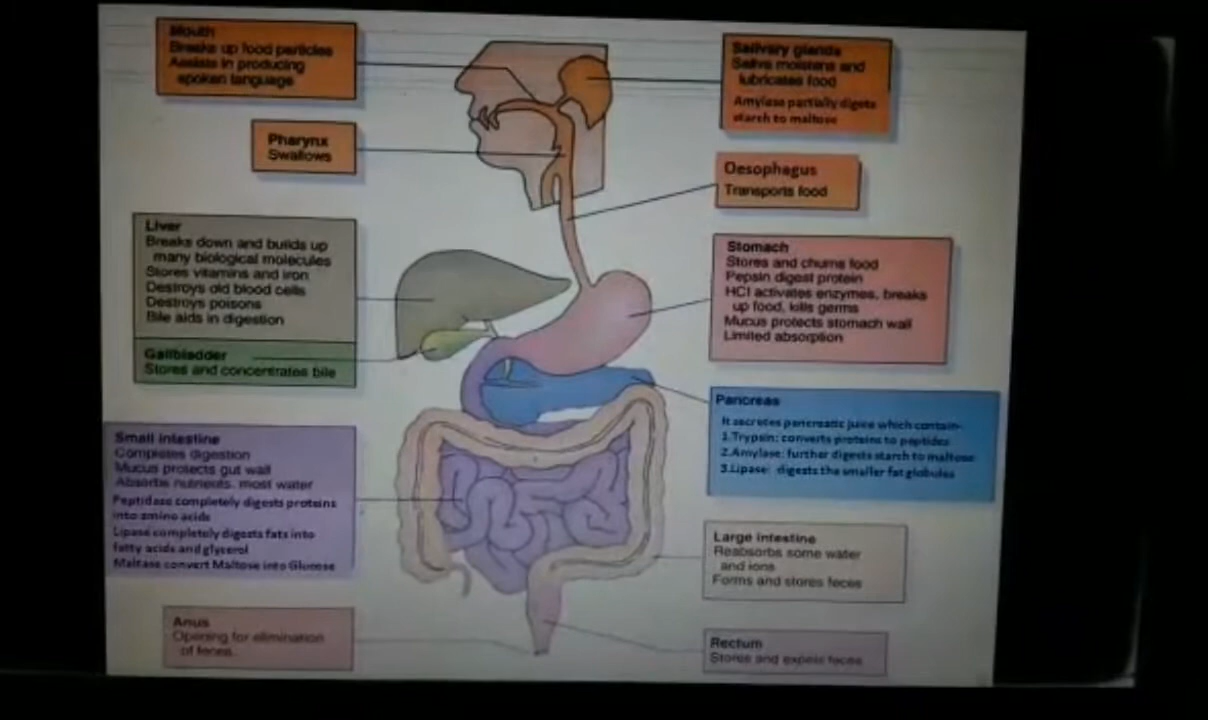 Mouth
Breaks up food particles
Assists in producing
spoken language
Salivary glands
Saliva moistens and
lubricates food
Amylase partially digets
starch to maltose
Pharynx
Swallows
Oesophagus
Transports food
Liver
Breaks down and builds up
many biological molecules
Stores vitamins and iron
Destroys old blood cells
Destroys poisons
Bile aids in digestion
Gallbladder
Stores and concentrates bile
Stomach
Stores and churns food
Pepsin digest protein
HCl activates enzymes, breaks
up food, kills germs
Mucus protects stomach wall
Limited absorption
Pancreas
It secretes pancreatic juice which contain-
1.Trypsin: converts proteins to peptides
2.Amylase: further digests starch to maltose
3.Lipase: digests the smaller fat globules
Small intestine
Completes digestion
Mucus protects gut wall
Absorbs nutrients, most water
Peptidase completely digests proteins
into amino acids
Lipase completely digests fats into
fatty acids and glycerol
Maltase convert Maltose into Glucose
Large intestine
Reabsorbs some water
and ions
Forms and stores feces
Anus
Opening for elimination
of feces
Rectum
Stores and expels feces